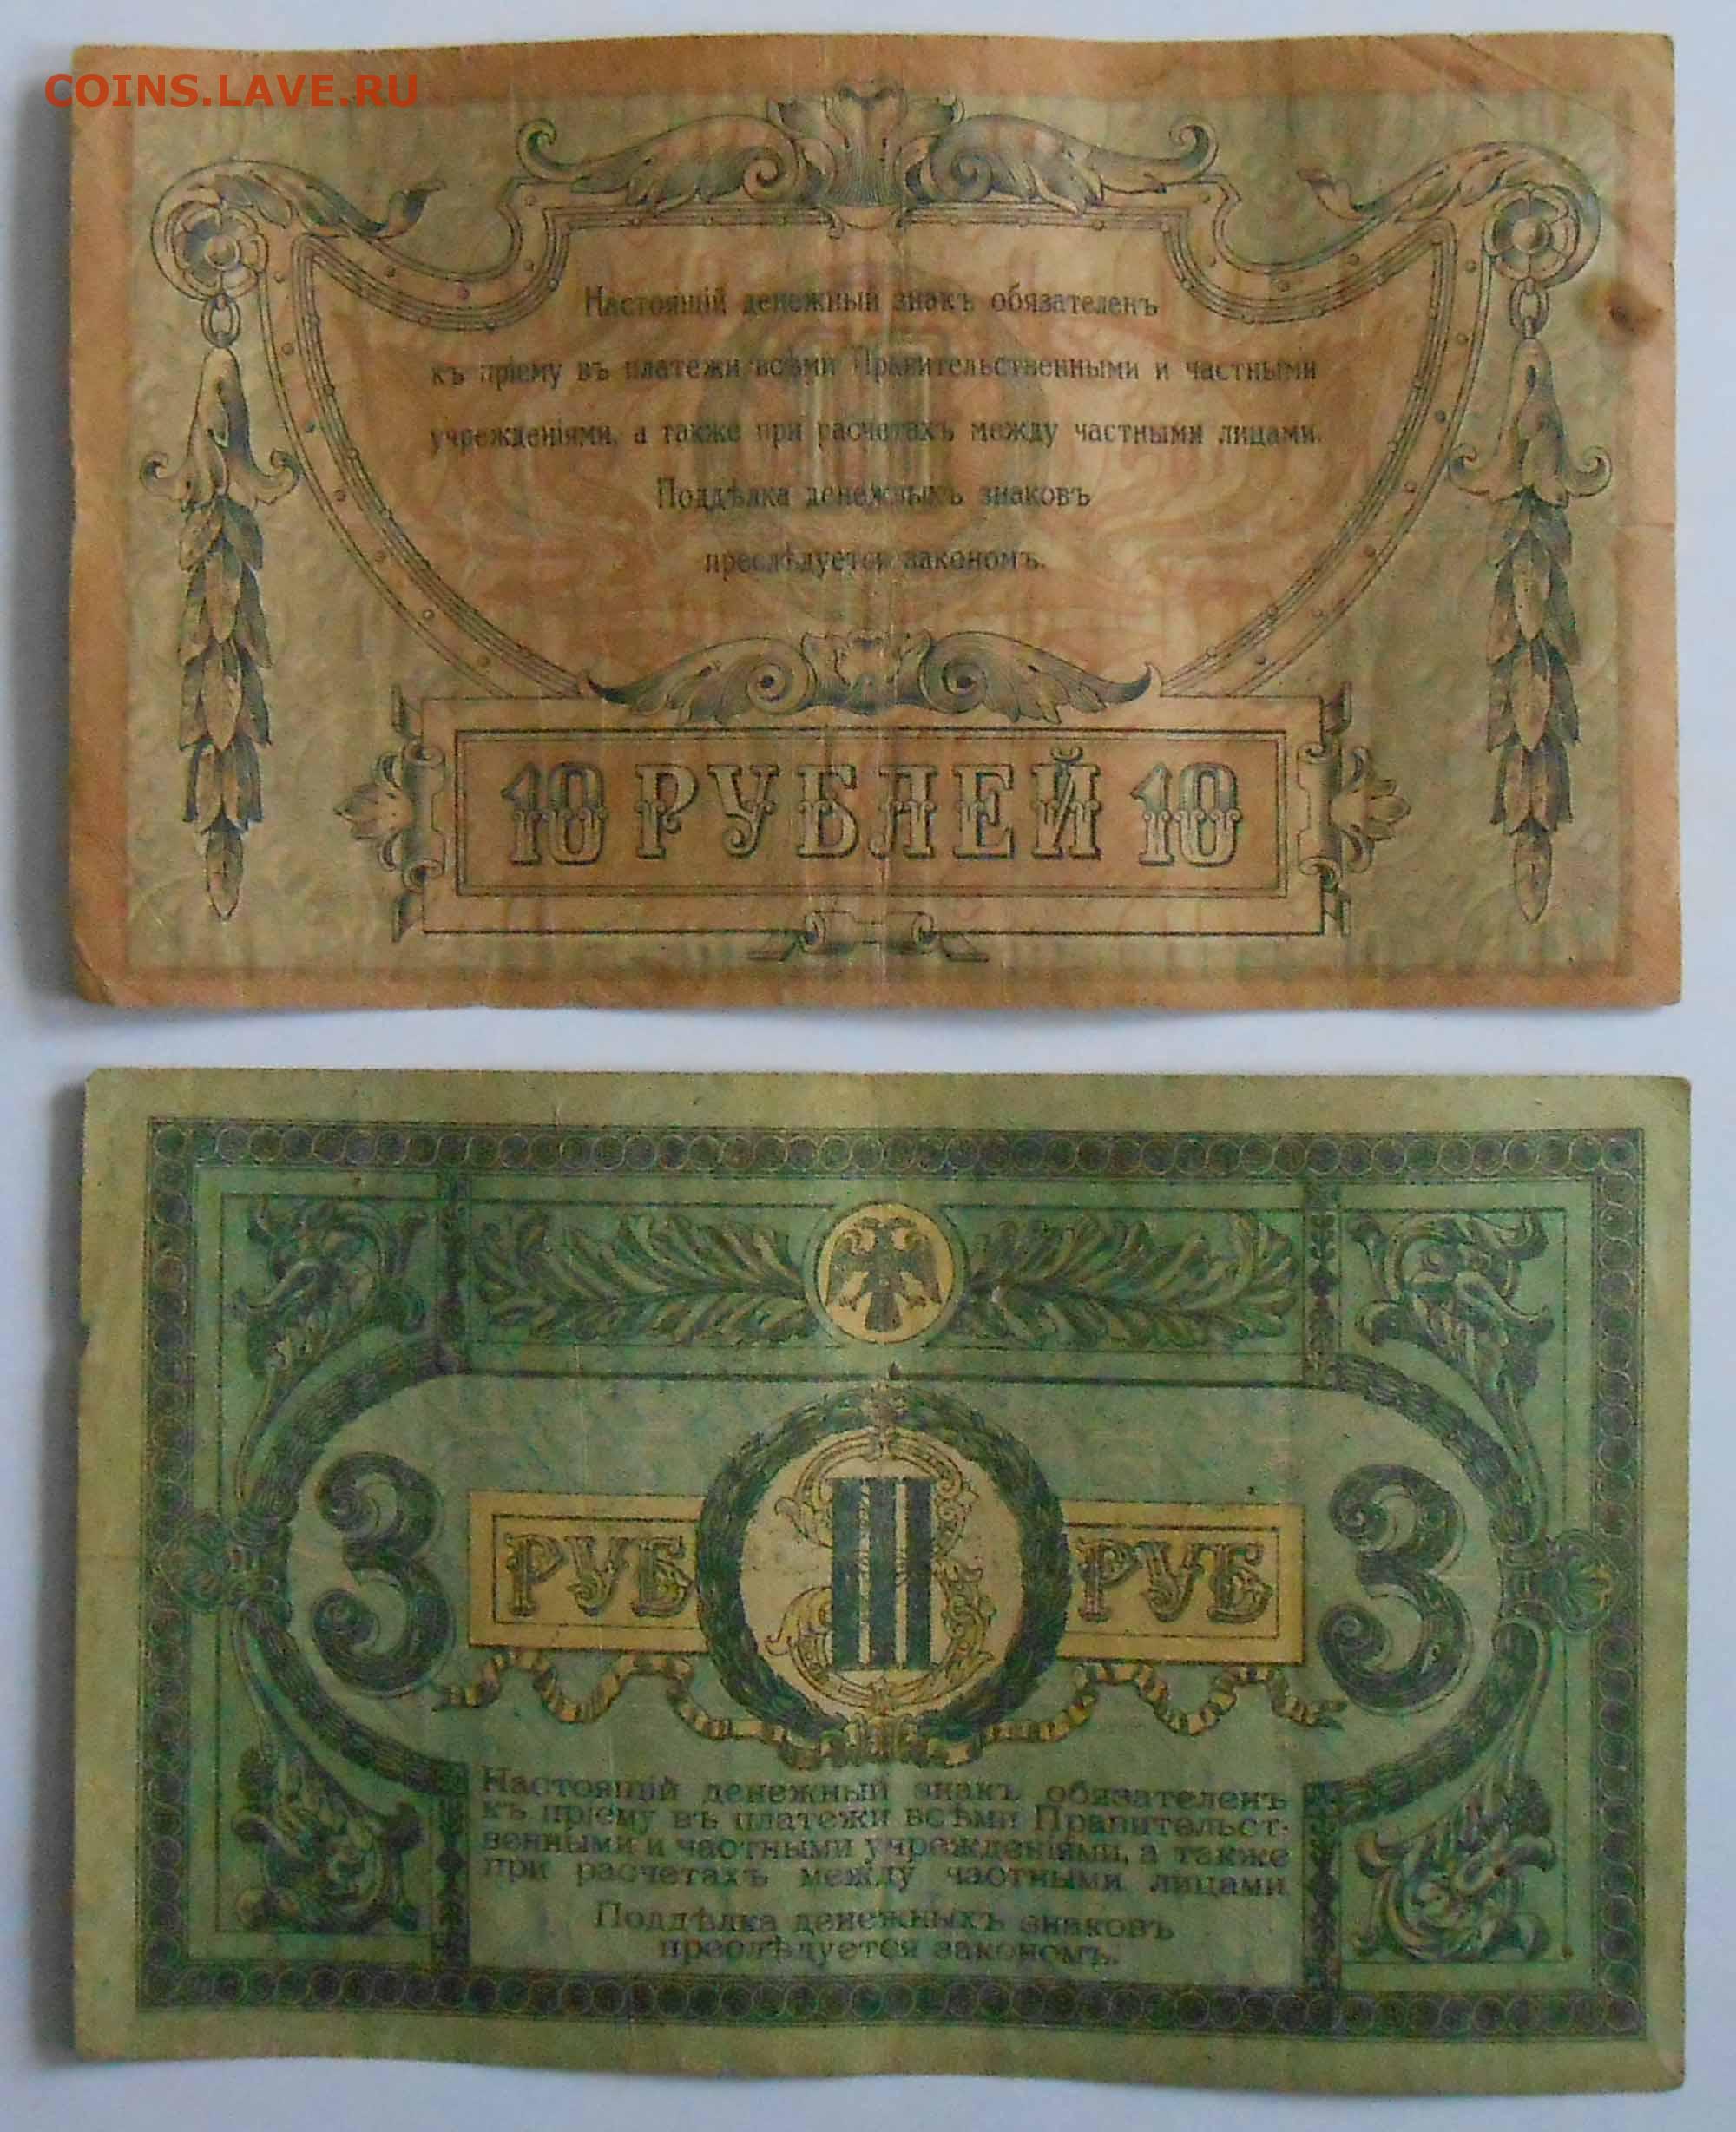 COINS.LAVE.RU
Настоящій денежный знакъ обязателенъ
къ пріему въ платежи всѣми Правительственными и частными
учрежденіями, а также при расчетахъ между частными лицами.
Поддѣлка денежныхъ знаковъ
преслѣдуется закономъ.
10 РУБЛЕЙ 10
3 РУБ III РУБ 3
Настоящій денежный знакъ обязателенъ
къ пріему въ платежи всѣми Правительст-
венными и частными учрежденіями, а также
при расчетахъ между частными лицами
Поддѣлка денежныхъ знаковъ
преслѣдуется закономъ.